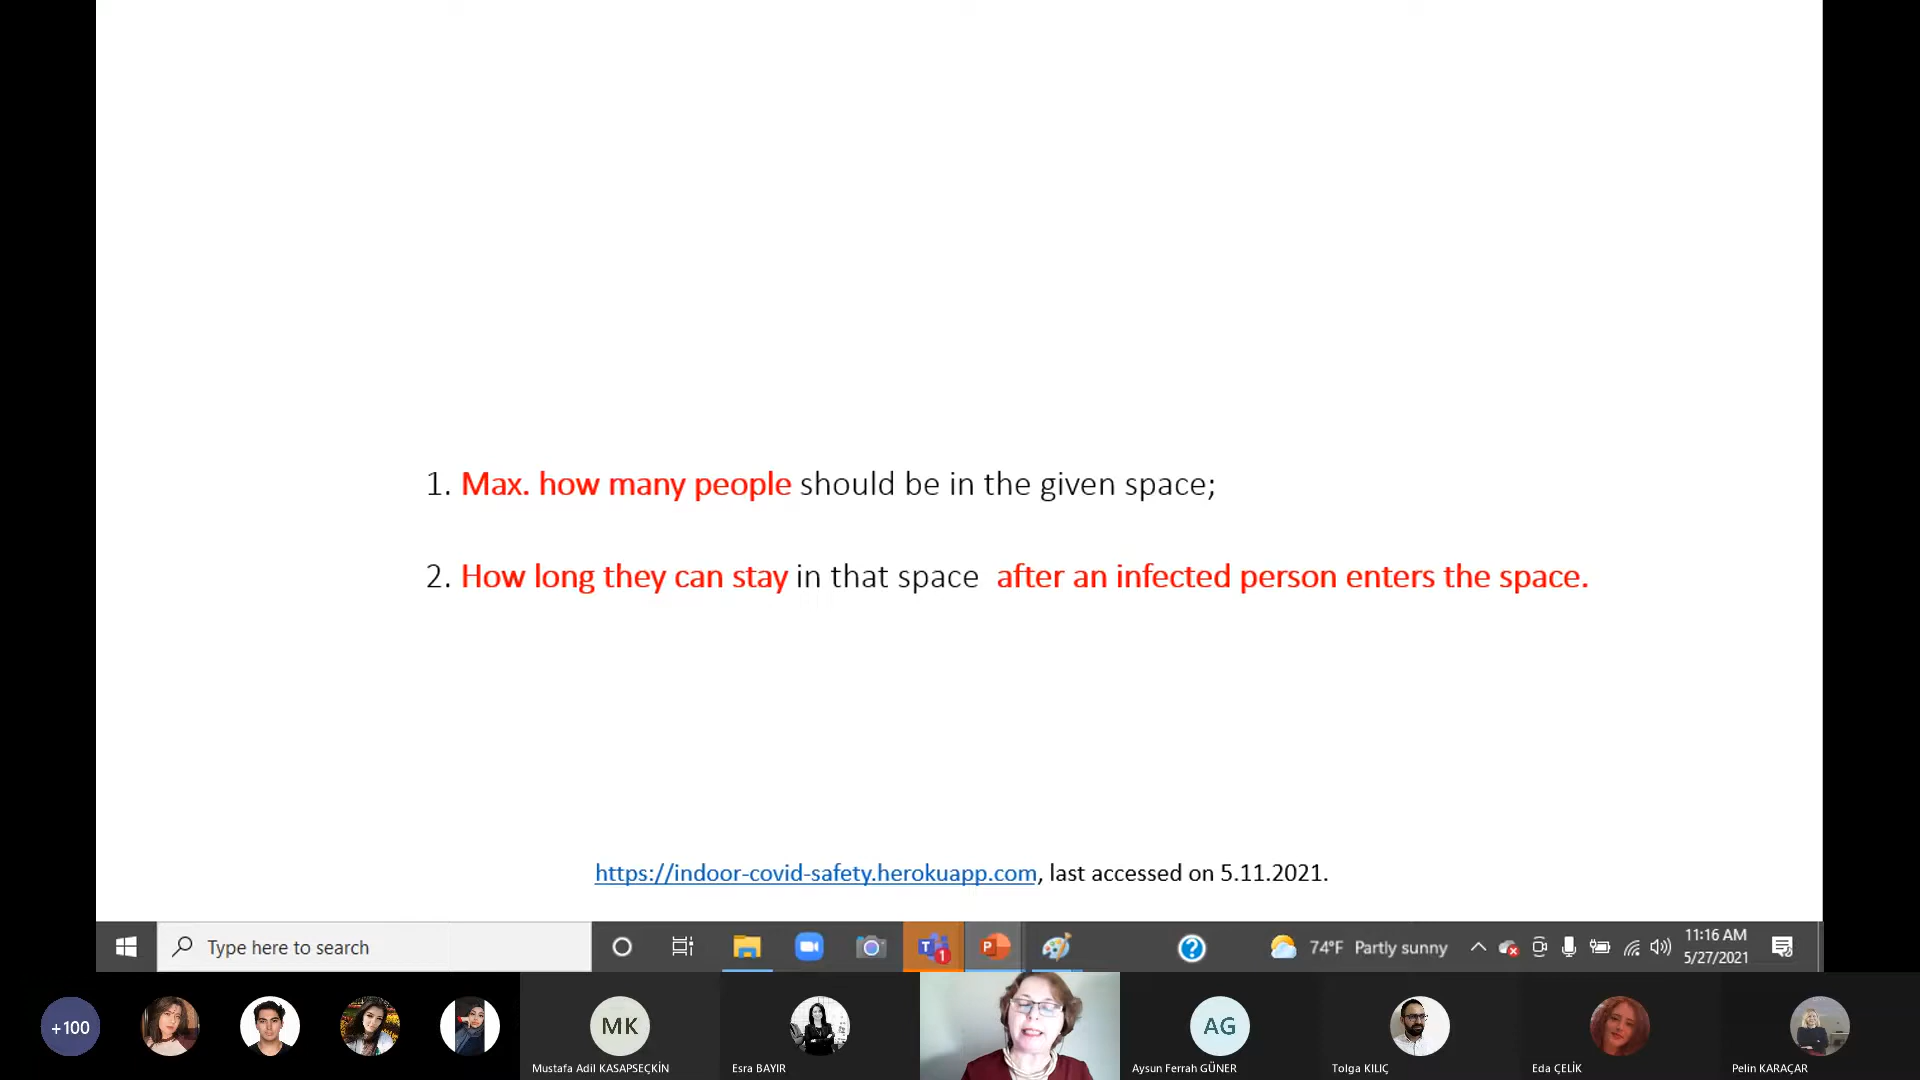 1. Max. how many people should be in the given space;
2. How long they can stay in that space after an infected person enters the space.
https://indoor-covid-safety.herokuapp.com, last accessed on 5.11.2021.
Type here to search
T
1
P
?
74°F Partly sunny
11:16 AM
5/27/2021
+100
MK
AG
Mustafa Adil KASAPSEÇKİN
Esra BAYIR
Aysun Ferrah GÜNER
Tolga KILIÇ
Eda ÇELİK
Pelin KARAÇAR